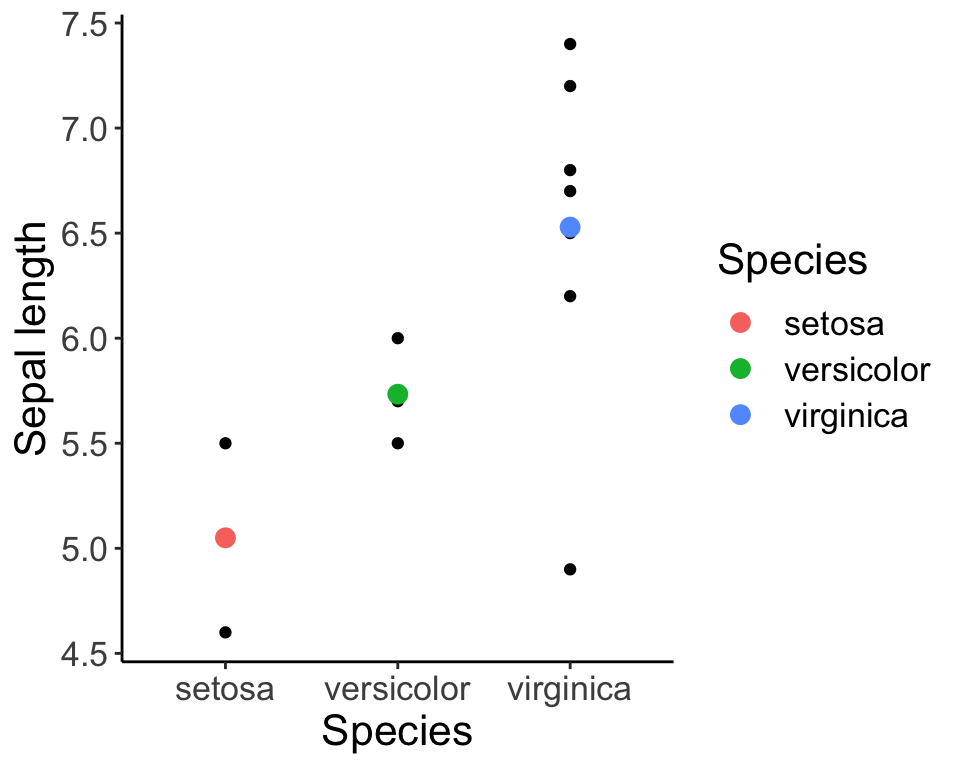 7.5
7.0
6.5
6.0
5.5
5.0
4.5
Sepal length
setosa versicolor virginica
Species
Species
setosa
versicolor
virginica